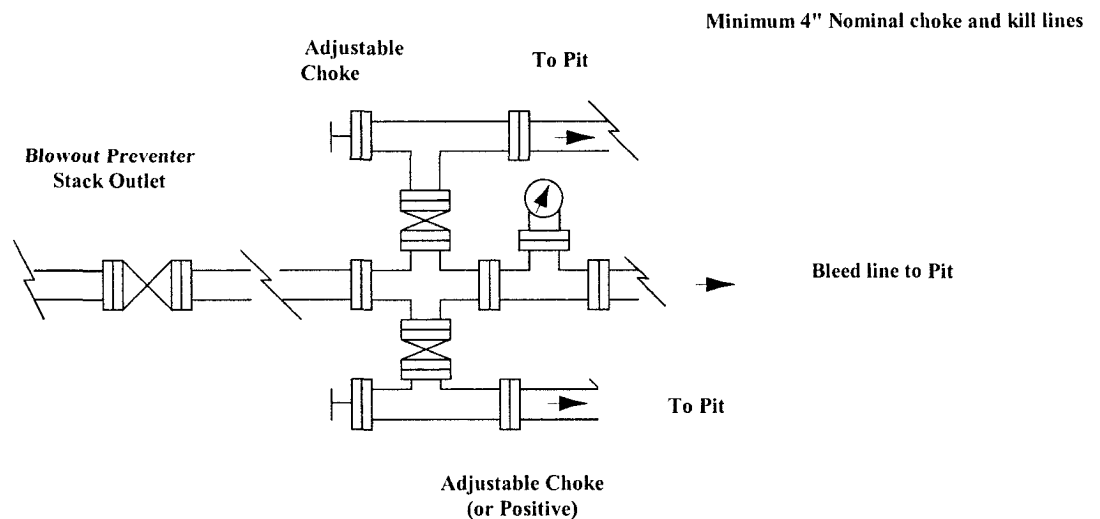 Minimum 4" Nominal choke and kill lines
Adjustable
Choke
To Pit
Blowout Preventer
Stack Outlet
Bleed line to Pit
To Pit
Adjustable Choke
(or Positive)